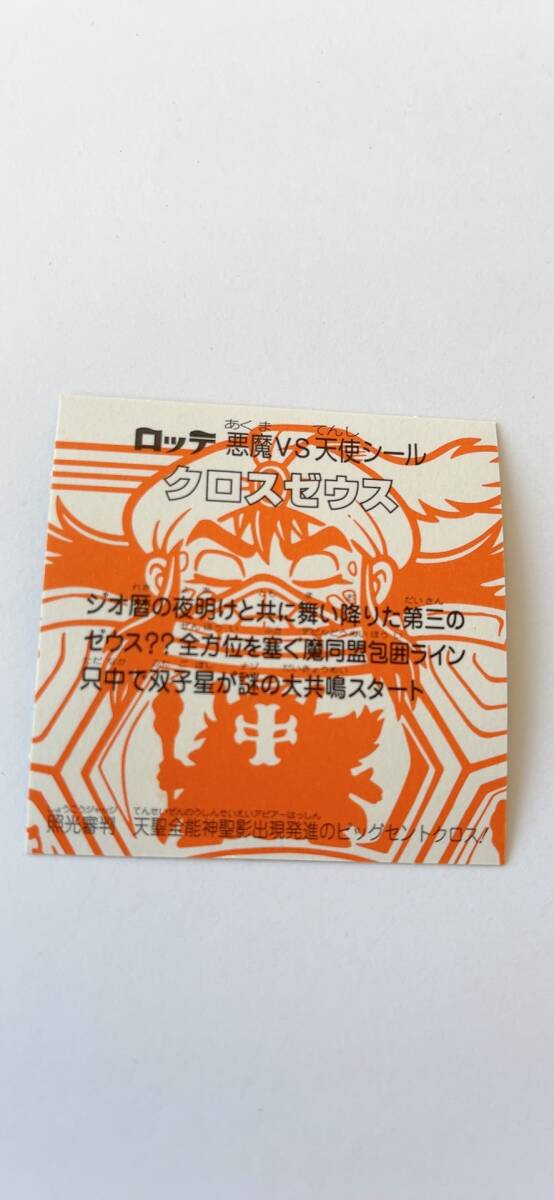 ロッテ 悪魔VS天使シール
クロスゼウス
ジオ暦の夜明けと共に舞い降りた第三の
ゼウス??全方位を塞ぐ魔同盟包囲ライン
只中で双子星が謎の大共鳴スタート
照光審判 天聖全能神聖影出現発進のビッグセントクロス!